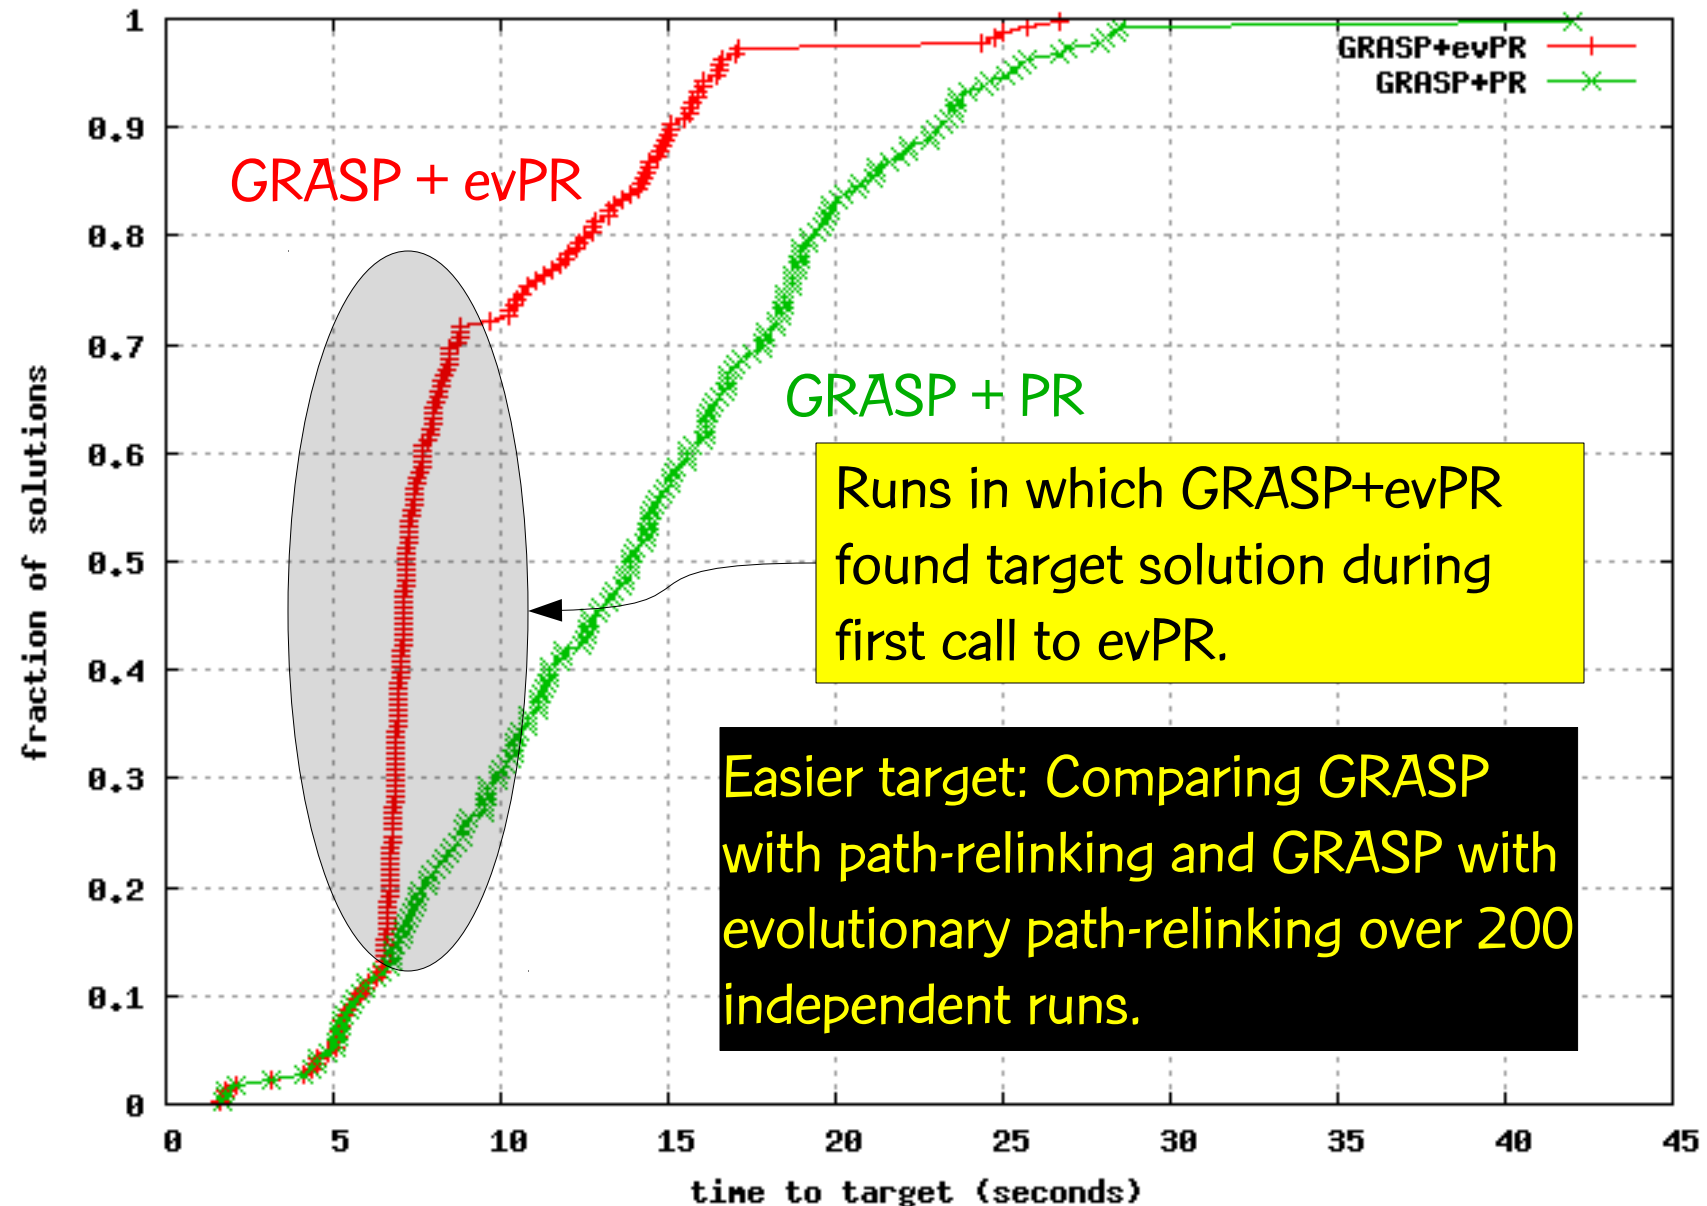 1
0.9
0.8
0.7
0.6
0.5
0.4
0.3
0.2
0.1
0
fraction of solutions
GRASP+evPR
GRASP+PR
GRASP + evPR
GRASP + PR
Runs in which GRASP+evPR
found target solution during
first call to evPR.
Easier target: Comparing GRASP
with path-relinking and GRASP with
evolutionary path-relinking over 200
independent runs.
0 5 10 15 20 25 30 35 40 45
time to target (seconds)